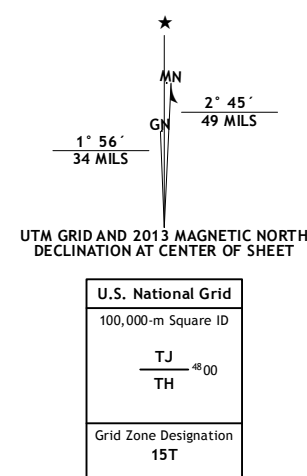 ★
MN
GN
2° 45´
49 MILS
1° 56´
34 MILS
UTM GRID AND 2013 MAGNETIC NORTH
DECLINATION AT CENTER OF SHEET
U.S. National Grid
100,000-m Square ID
TJ
4800
TH
Grid Zone Designation
15T